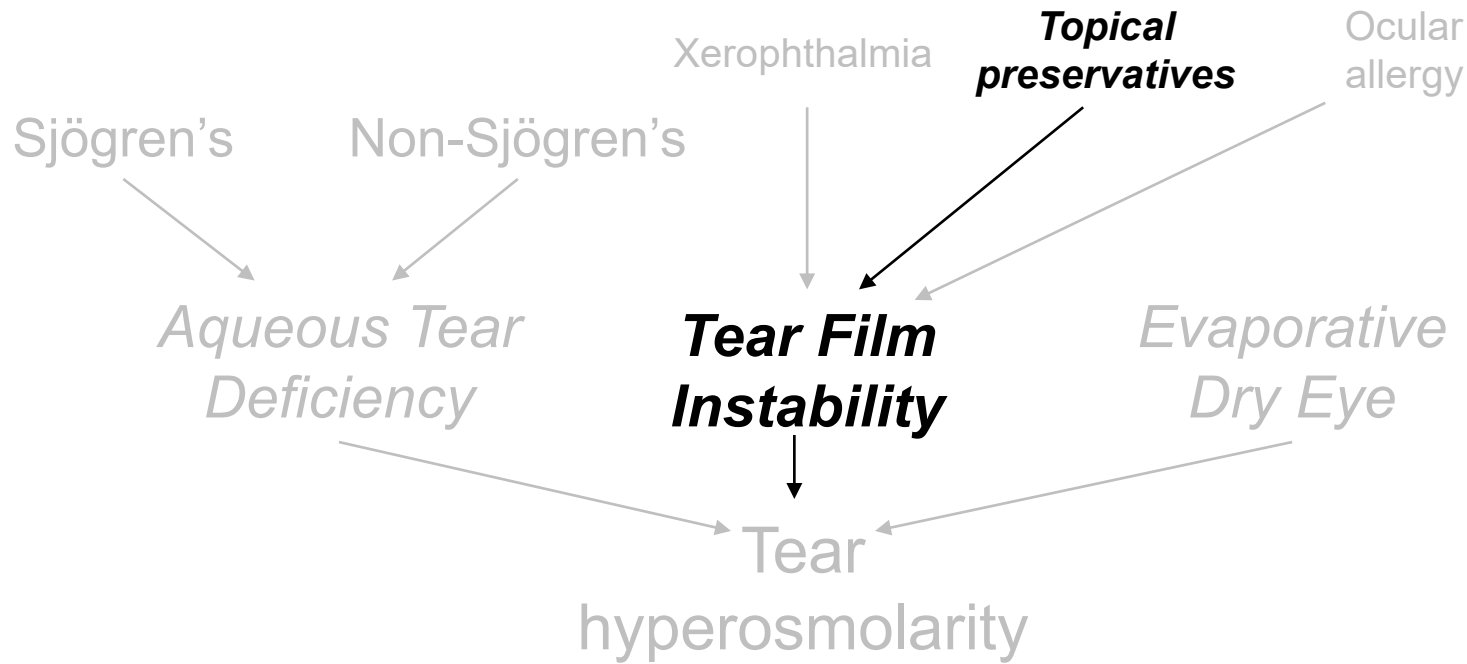 Xerophthalmia
Topical
preservatives
Ocular
allergy
Sjögren’s
Non-Sjögren’s
Aqueous Tear
Deficiency
Tear Film
Instability
Evaporative
Dry Eye
Tear
hyperosmolarity